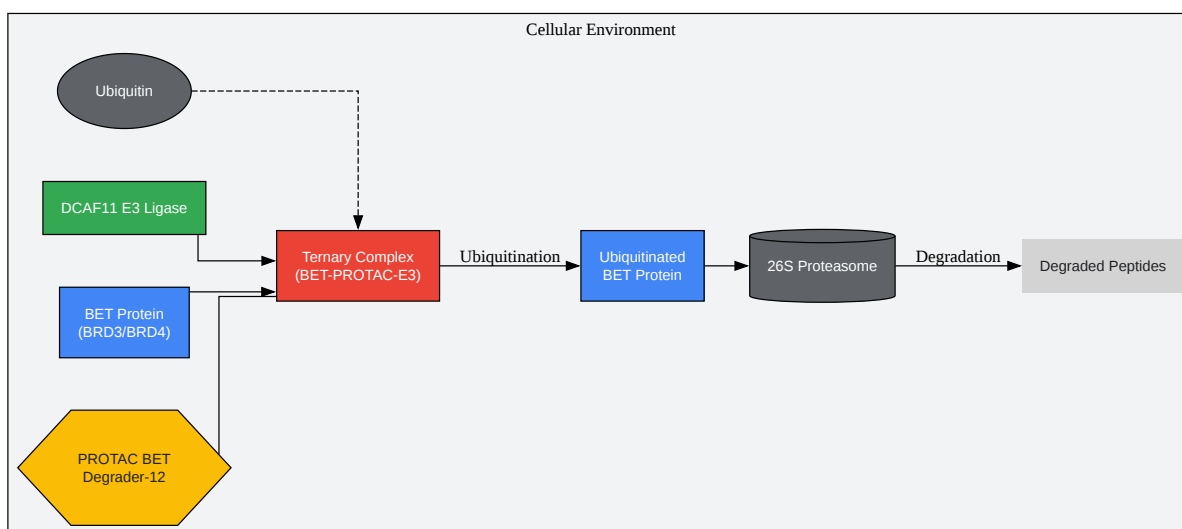 Cellular Environment
Ubiquitin
DCAF11 E3 Ligase
BET Protein
(BRD3/BRD4)
PROTAC BET
Degrader-12
Ternary Complex
(BET-PROTAC-E3)
Ubiquitination
Ubiquitinated
BET Protein
26S Proteasome
Degradation
Degraded Peptides